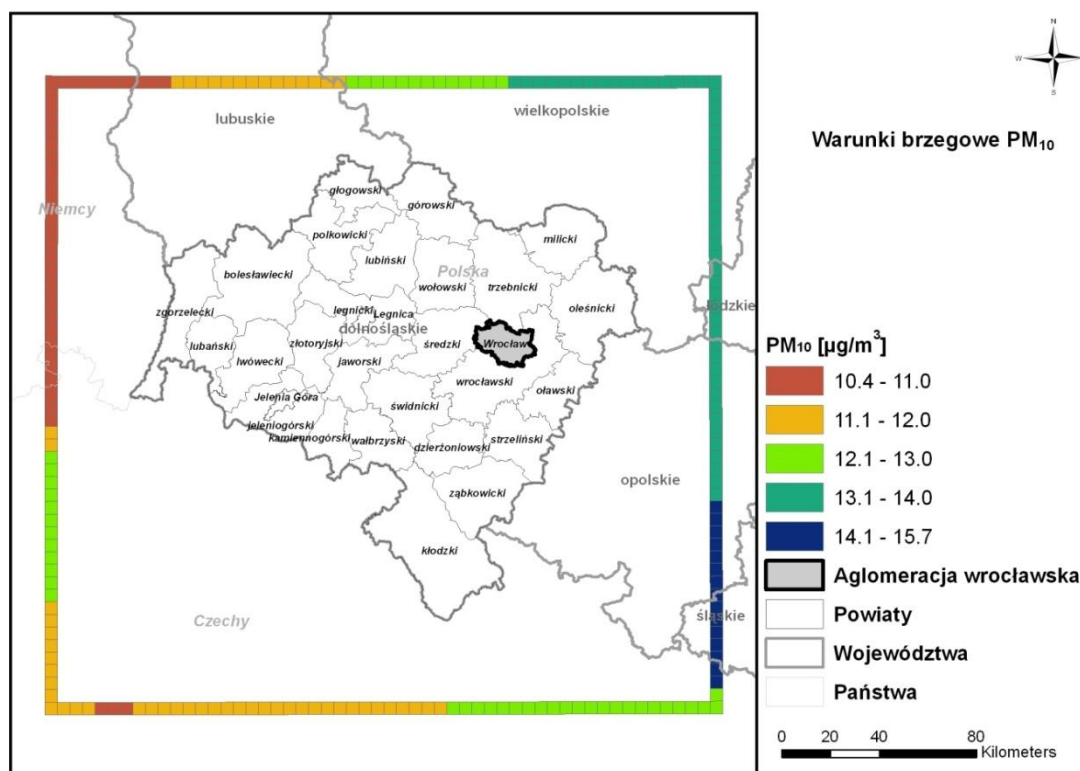 N
W E
S
Warunki brzegowe PM₁₀
lubuskie
wielkopolskie
Niemcy
głogowski
górowski
polkowicki
milicki
lubiński
Polska
bolesławiecki
wołowski
trzebnicki
oleśnicki
łódzkie
zgorzelecki
legnicki
Legnica
dolnośląskie
lubański
złotoryjski
średzki
Wrocław
lwówecki
jaworski
wrocławski
oławski
Jelenia Góra
świdnicki
jeleniogórski
kamiennogórski
wałbrzyski
dzierżoniowski
strzeliński
ząbkowicki
opolskie
kłodzki
Czechy
śląskie
PM₁₀ [µg/m³]
10.4 - 11.0
11.1 - 12.0
12.1 - 13.0
13.1 - 14.0
14.1 - 15.7
Aglomeracja wrocławska
Powiaty
Województwa
Państwa
0 20 40 80
Kilometers